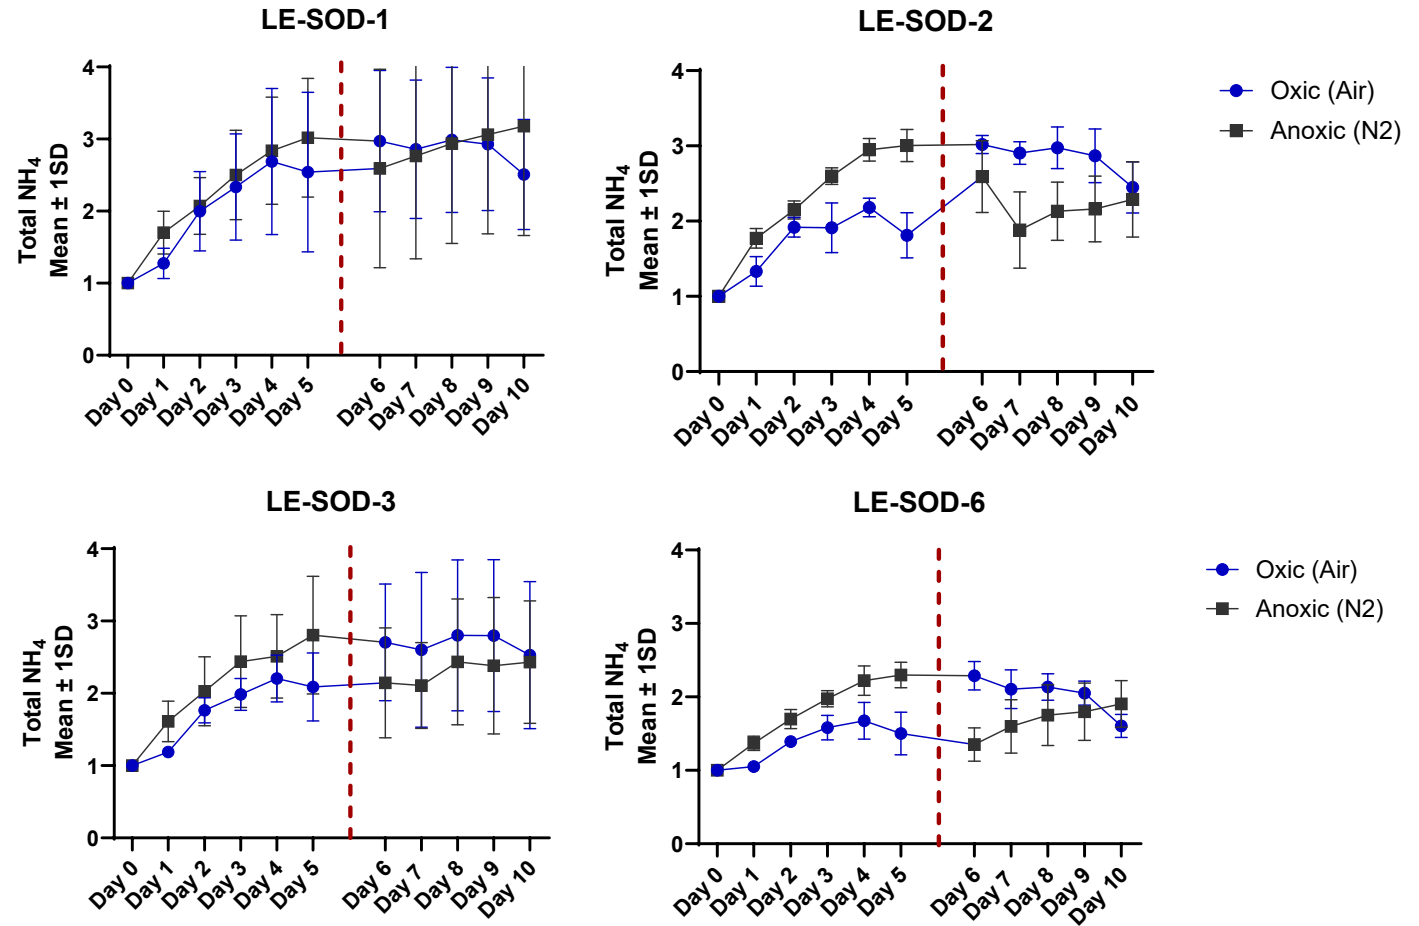 LE-SOD-1
Total NH4
Mean ± 1SD
4
3
2
1
0
Day 0
Day 1
Day 2
Day 3
Day 4
Day 5
Day 6
Day 7
Day 8
Day 9
Day 10
LE-SOD-2
Total NH4
Mean ± 1SD
4
3
2
1
0
Day 0
Day 1
Day 2
Day 3
Day 4
Day 5
Day 6
Day 7
Day 8
Day 9
Day 10
Oxic (Air)
Anoxic (N2)
LE-SOD-3
Total NH4
Mean ± 1SD
4
3
2
1
0
Day 0
Day 1
Day 2
Day 3
Day 4
Day 5
Day 6
Day 7
Day 8
Day 9
Day 10
LE-SOD-6
Total NH4
Mean ± 1SD
4
3
2
1
0
Day 0
Day 1
Day 2
Day 3
Day 4
Day 5
Day 6
Day 7
Day 8
Day 9
Day 10
Oxic (Air)
Anoxic (N2)